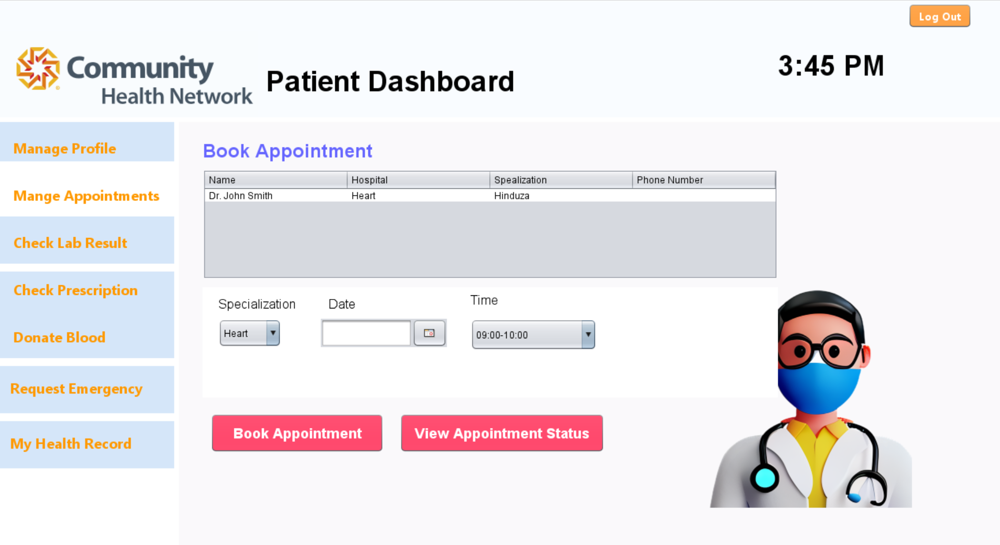 Log Out
Community
Health Network
Patient Dashboard
3:45 PM
Manage Profile
Mange Appointments
Check Lab Result
Check Prescription
Donate Blood
Request Emergency
My Health Record
Book Appointment
Name Hospital Spealization Phone Number
Dr. John Smith Heart Hinduza
Specialization Date Time
Heart 09:00-10:00
Book Appointment View Appointment Status